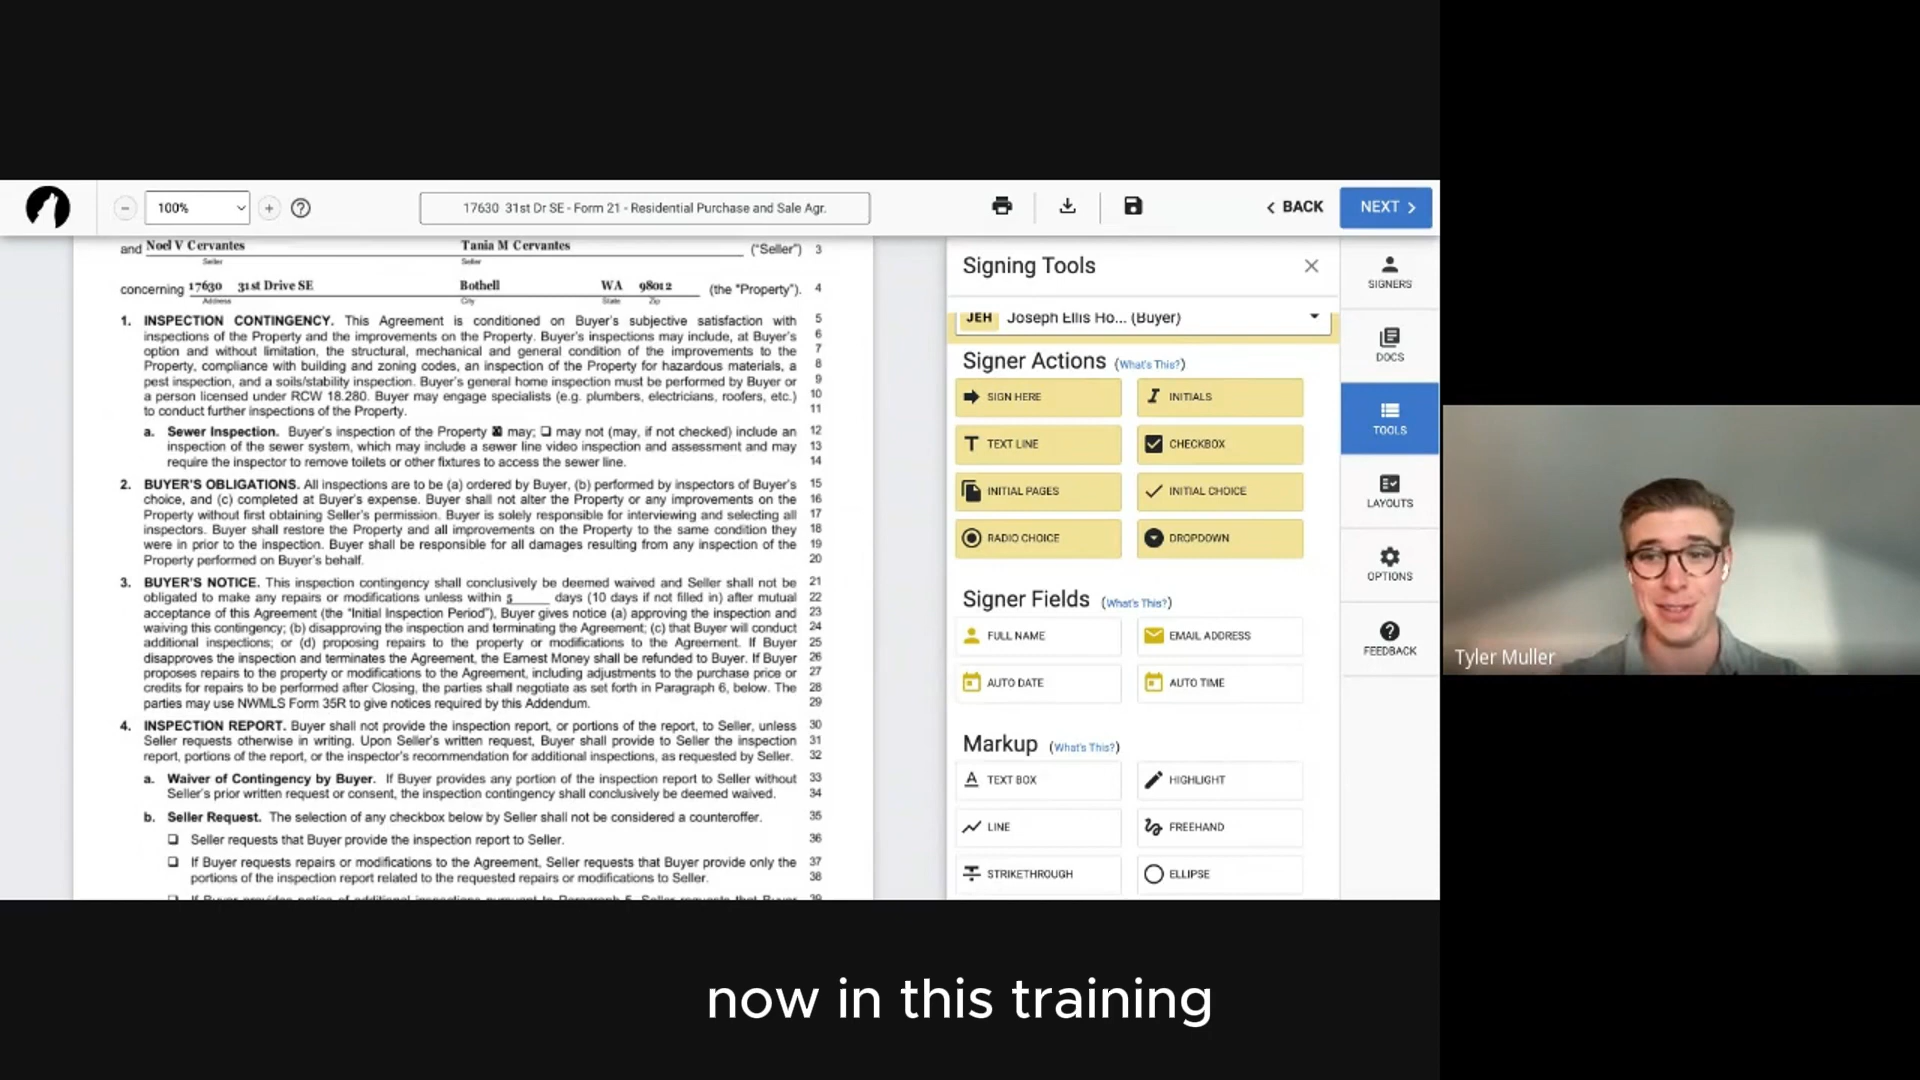 100%
17630 31st Dr SE - Form 21 - Residential Purchase and Sale Agr.
BACK
NEXT
and Noel V Cervantes Tania M Cervantes ("Seller") 3
Seller Seller
concerning 17630 31st Drive SE Bothell WA 98012 (the "Property"). 4
Address City State Zip
1. INSPECTION CONTINGENCY. This Agreement is conditioned on Buyer's subjective satisfaction with 5
inspections of the Property and the improvements on the Property. Buyer's inspections may include, at Buyer's 6
option and without limitation, the structural, mechanical and general condition of the improvements to the 7
Property, compliance with building and zoning codes, an inspection of the Property for hazardous materials, a 8
pest inspection, and a soils/stability inspection. Buyer's general home inspection must be performed by Buyer or 9
a person licensed under RCW 18.280. Buyer may engage specialists (e.g. plumbers, electricians, roofers, etc.) 10
to conduct further inspections of the Property. 11
a. Sewer Inspection. Buyer's inspection of the Property ☒ may; ☐ may not (may, if not checked) include an 12
inspection of the sewer system, which may include a sewer line video inspection and assessment and may 13
require the inspector to remove toilets or other fixtures to access the sewer line. 14
2. BUYER'S OBLIGATIONS. All inspections are to be (a) ordered by Buyer, (b) performed by inspectors of Buyer's 15
choice, and (c) completed at Buyer's expense. Buyer shall not alter the Property or any improvements on the 16
Property without first obtaining Seller's permission. Buyer is solely responsible for interviewing and selecting all 17
inspectors. Buyer shall restore the Property and all improvements on the Property to the same condition they 18
were in prior to the inspection. Buyer shall be responsible for all damages resulting from any inspection of the 19
Property performed on Buyer's behalf. 20
3. BUYER'S NOTICE. This inspection contingency shall conclusively be deemed waived and Seller shall not be 21
obligated to make any repairs or modifications unless within 5 days (10 days if not filled in) after mutual 22
acceptance of this Agreement (the "Initial Inspection Period"), Buyer gives notice (a) approving the inspection and 23
waiving this contingency; (b) disapproving the inspection and terminating the Agreement; (c) that Buyer will conduct 24
additional inspections; or (d) proposing repairs to the property or modifications to the Agreement. If Buyer 25
disapproves the inspection and terminates the Agreement, the Earnest Money shall be refunded to Buyer. If Buyer 26
proposes repairs to the property or modifications to the Agreement, including adjustments to the purchase price or 27
credits for repairs to be performed after Closing, the parties shall negotiate as set forth in Paragraph 6, below. The 28
parties may use NWMLS Form 35R to give notices required by this Addendum. 29
4. INSPECTION REPORT. Buyer shall not provide the inspection report, or portions of the report, to Seller, unless 30
Seller requests otherwise in writing. Upon Seller's written request, Buyer shall provide to Seller the inspection 31
report, portions of the report, or the inspector's recommendation for additional inspections, as requested by Seller. 32
a. Waiver of Contingency by Buyer. If Buyer provides any portion of the inspection report to Seller without 33
Seller's prior written request or consent, the inspection contingency shall conclusively be deemed waived. 34
b. Seller Request. The selection of any checkbox below by Seller shall not be considered a counteroffer. 35
☐ Seller requests that Buyer provide the inspection report to Seller. 36
☐ If Buyer requests repairs or modifications to the Agreement, Seller requests that Buyer provide only the 37
portions of the inspection report related to the requested repairs or modifications to Seller. 38
☐ If Buyer provides notice of additional inspections pursuant to Paragraph 5, Seller requests that Buyer 39
Signing Tools
JEH Joseph Ellis Ho... (Buyer)
Signer Actions (What's This?)
SIGN HERE INITIALS
TEXT LINE CHECKBOX
INITIAL PAGES INITIAL CHOICE
RADIO CHOICE DROPDOWN
Signer Fields (What's This?)
FULL NAME EMAIL ADDRESS
AUTO DATE AUTO TIME
Markup (What's This?)
TEXT BOX HIGHLIGHT
LINE FREEHAND
STRIKETHROUGH ELLIPSE
SIGNERS
DOCS
TOOLS
LAYOUTS
OPTIONS
FEEDBACK
Tyler Muller
now in this training